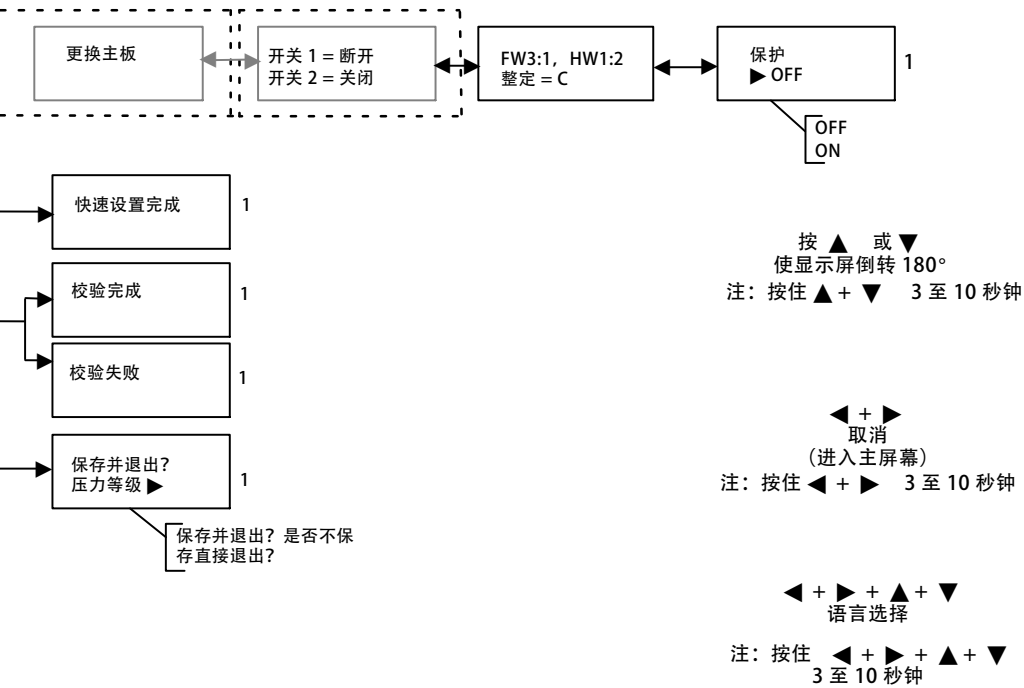 更换主板
开关 1 = 断开
开关 2 = 关闭
FW3:1，HW1:2
整定 = C
保护
▶ OFF
1
OFF
ON
快速设置完成
1
校验完成
1
校验失败
1
保存并退出？
压力等级 ▶
1
保存并退出？是否不保
存直接退出？
按 ▲ 或 ▼
使显示屏倒转 180°
注：按住 ▲ + ▼ 3 至 10 秒钟
◀ + ▶
取消
（进入主屏幕）
注：按住 ◀ + ▶ 3 至 10 秒钟
◀ + ▶ + ▲ + ▼
语言选择
注：按住 ◀ + ▶ + ▲ + ▼
3 至 10 秒钟